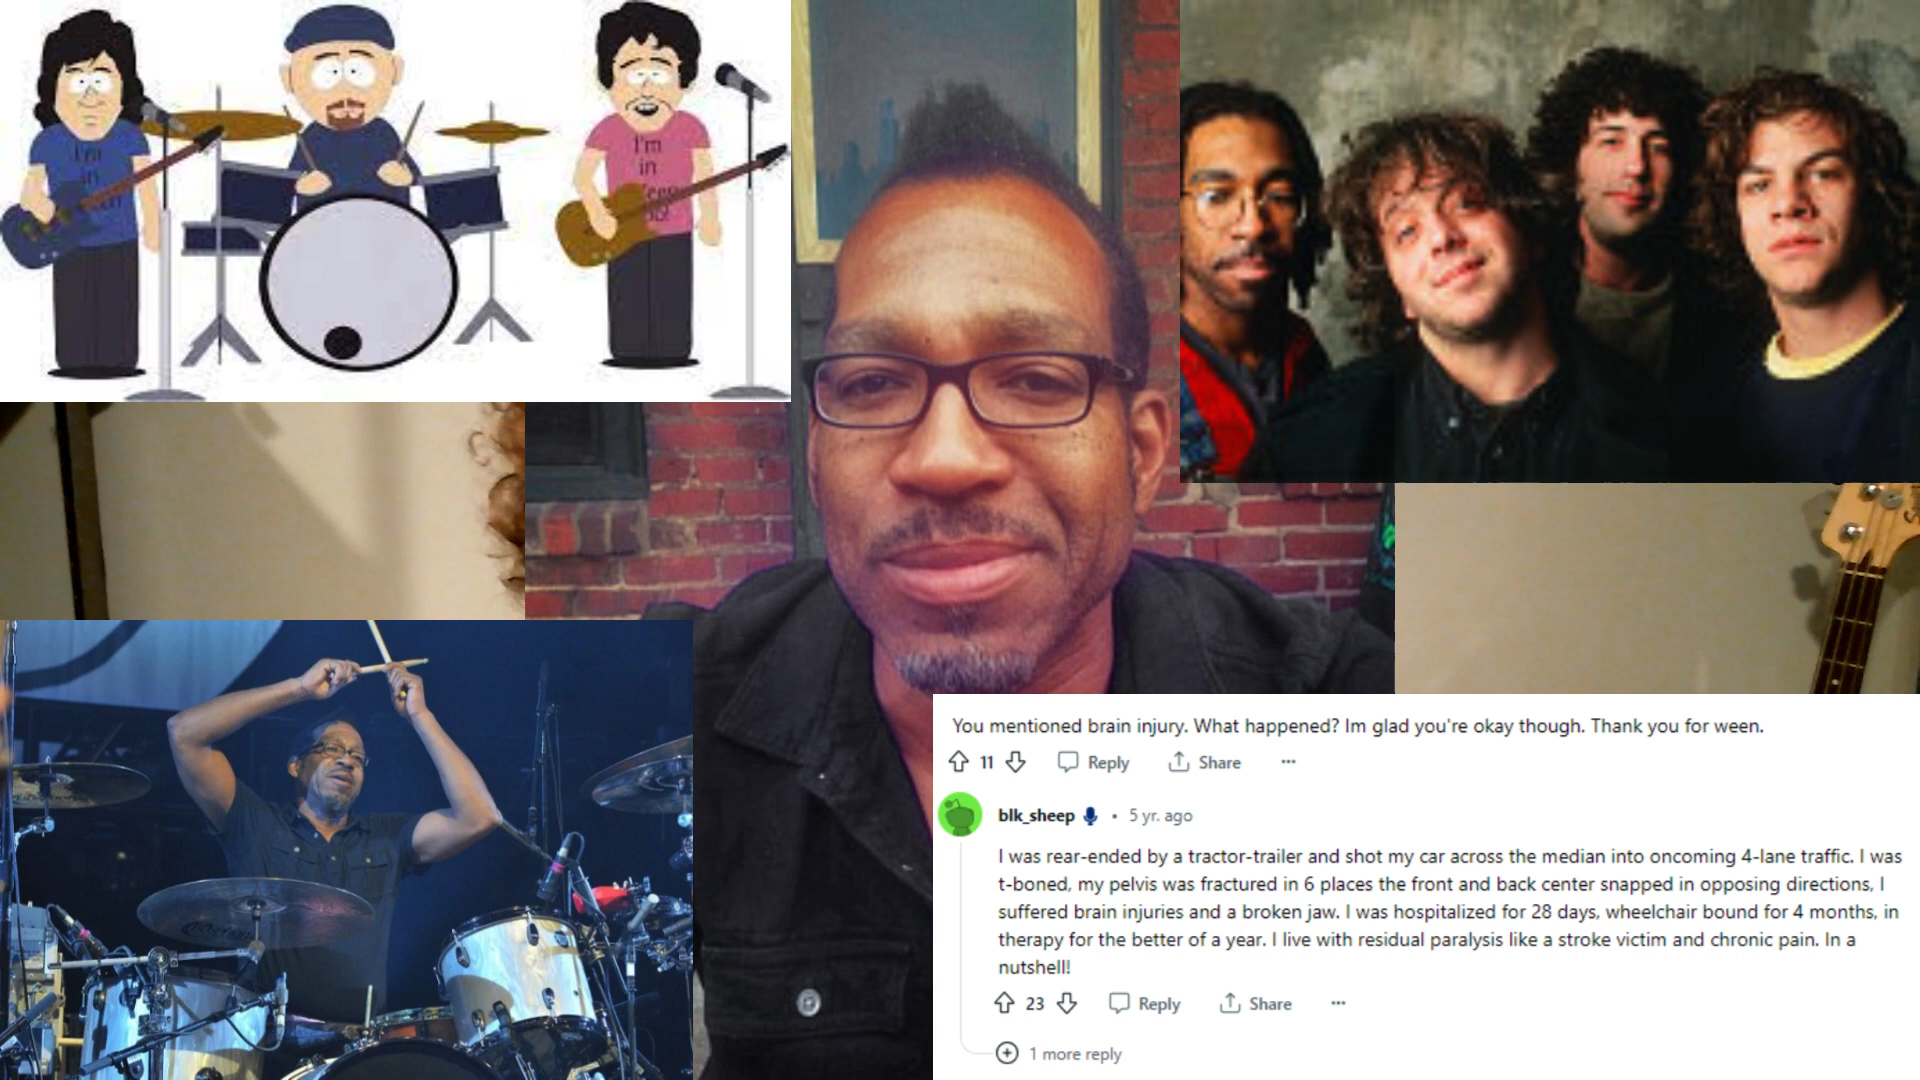 I'm
in
I'm
in
You mentioned brain injury. What happened? Im glad you're okay though. Thank you for ween.
11 Reply Share ···
blk_sheep • 5 yr. ago
I was rear-ended by a tractor-trailer and shot my car across the median into oncoming 4-lane traffic. I was
t-boned, my pelvis was fractured in 6 places the front and back center snapped in opposing directions, I
suffered brain injuries and a broken jaw. I was hospitalized for 28 days, wheelchair bound for 4 months, in
therapy for the better of a year. I live with residual paralysis like a stroke victim and chronic pain. In a
nutshell!
23 Reply Share ···
1 more reply